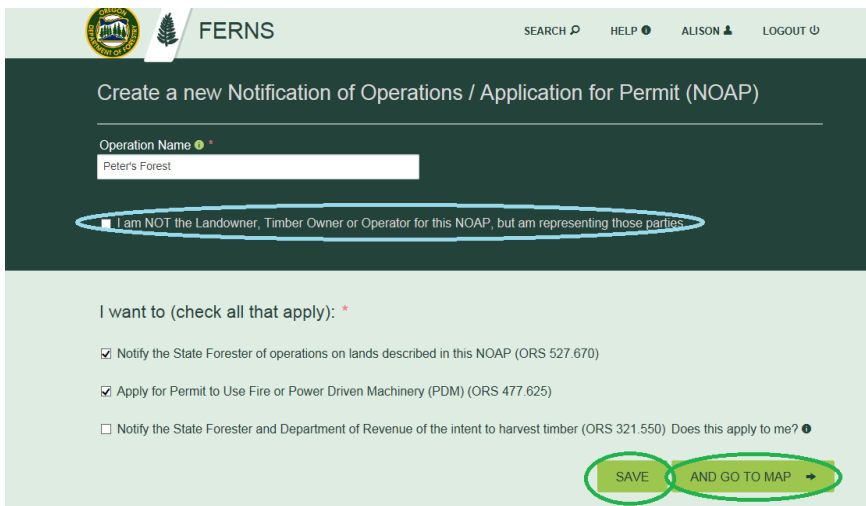 OREGON
DEPARTMENT OF FORESTRY
FERNS
SEARCH
HELP
ALISON
LOGOUT
Create a new Notification of Operations / Application for Permit (NOAP)
Operation Name *
Peter's Forest
I am NOT the Landowner, Timber Owner or Operator for this NOAP, but am representing those parties
I want to (check all that apply): *
Notify the State Forester of operations on lands described in this NOAP (ORS 527.670)
Apply for Permit to Use Fire or Power Driven Machinery (PDM) (ORS 477.625)
Notify the State Forester and Department of Revenue of the intent to harvest timber (ORS 321.550) Does this apply to me?
SAVE
AND GO TO MAP